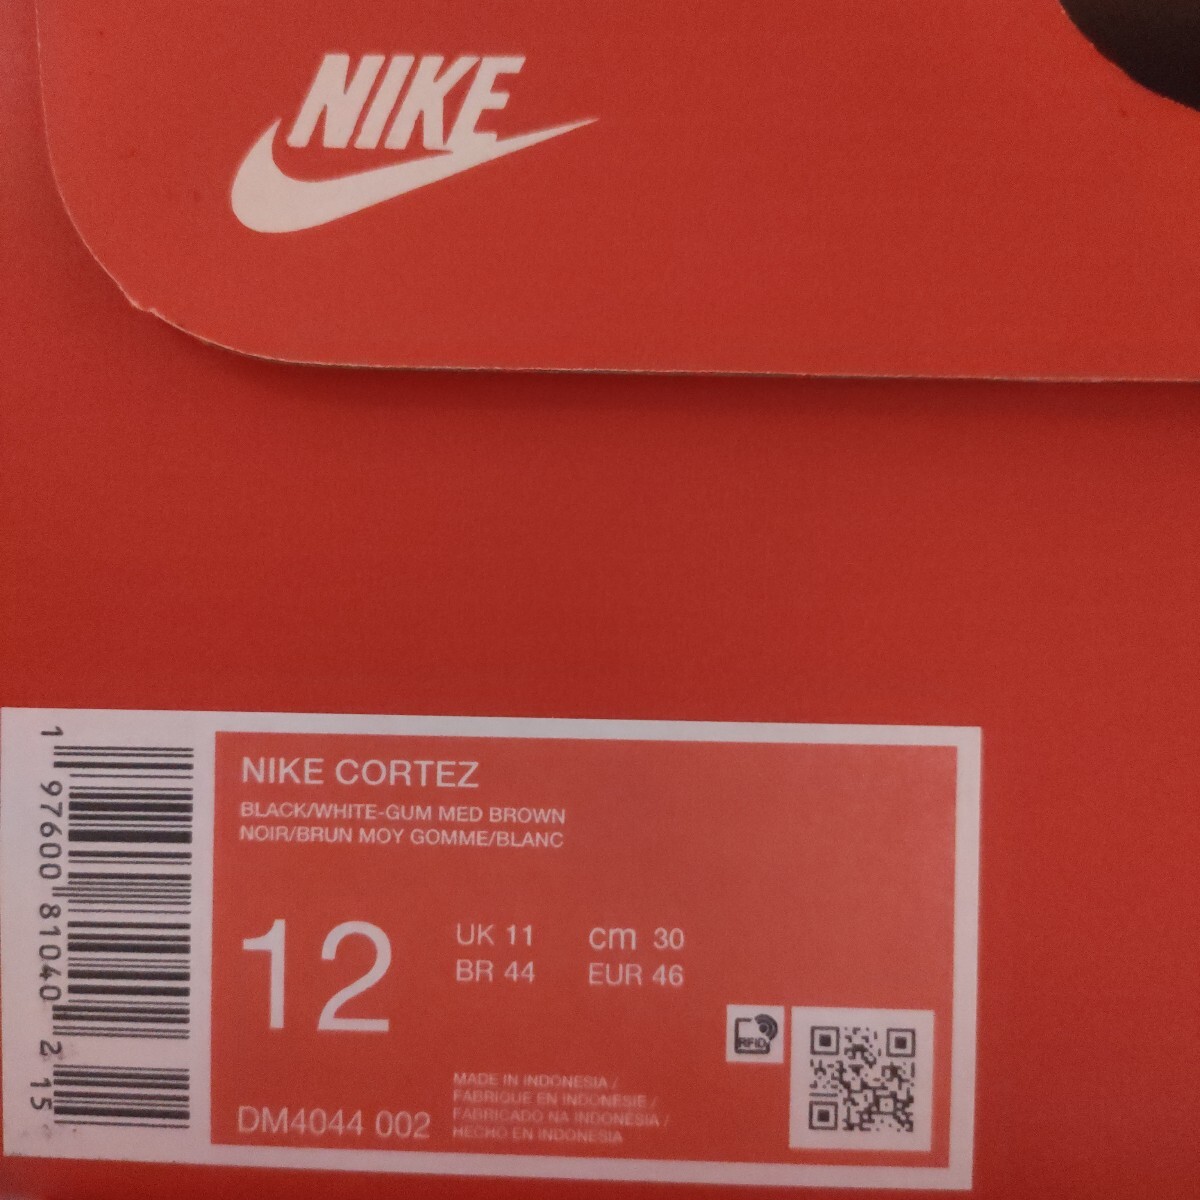 NIKE
NIKE CORTEZ
BLACK/WHITE-GUM MED BROWN
NOIR/BRUN MOY GOMME/BLANC
12
UK 11 cm 30
BR 44 EUR 46
RFID
MADE IN INDONESIA /
FABRIQUE EN INDONESIE /
FABRICADO NA INDONESIA /
HECHO EN INDONESIA
DM4044 002
1 97600 81040 2 15